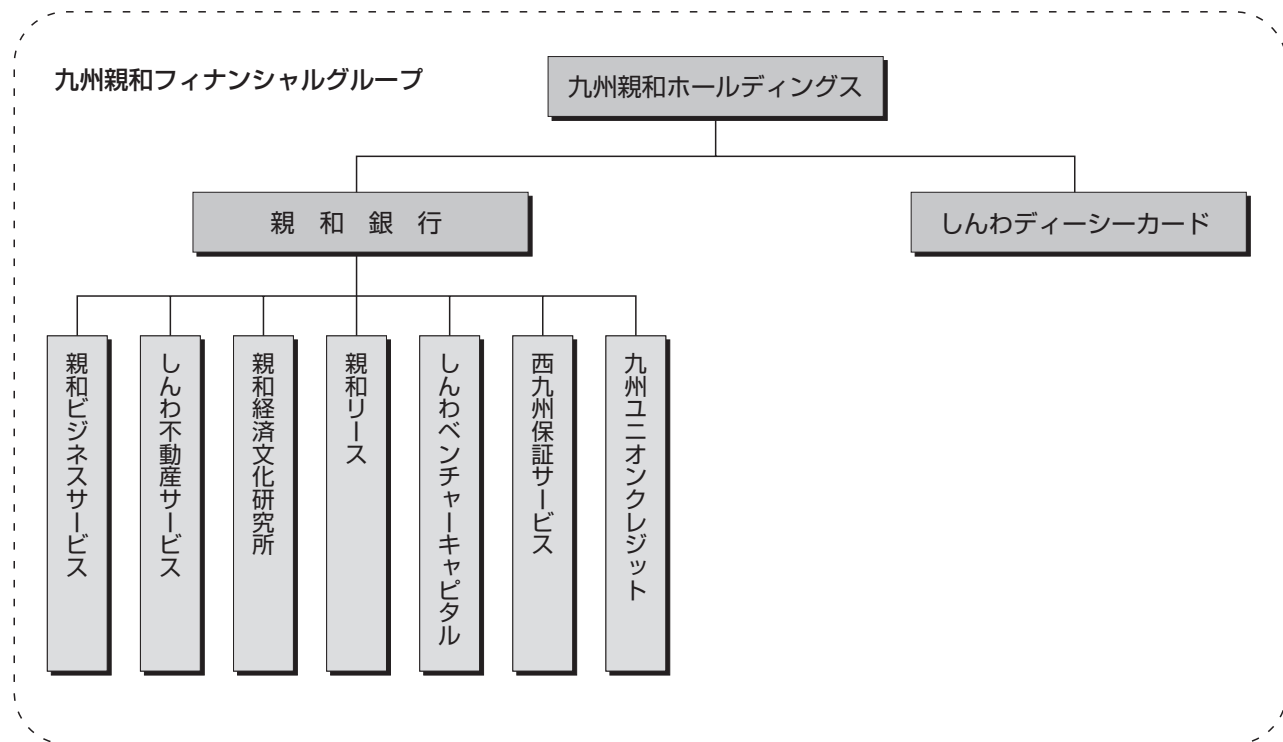 九州親和フィナンシャルグループ
九州親和ホールディングス
親 和 銀 行
しんわディーシーカード
親和ビジネスサービス
しんわ不動産サービス
親和経済文化研究所
親和リース
しんわベンチャーキャピタル
西九州保証サービス
九州ユニオンクレジット